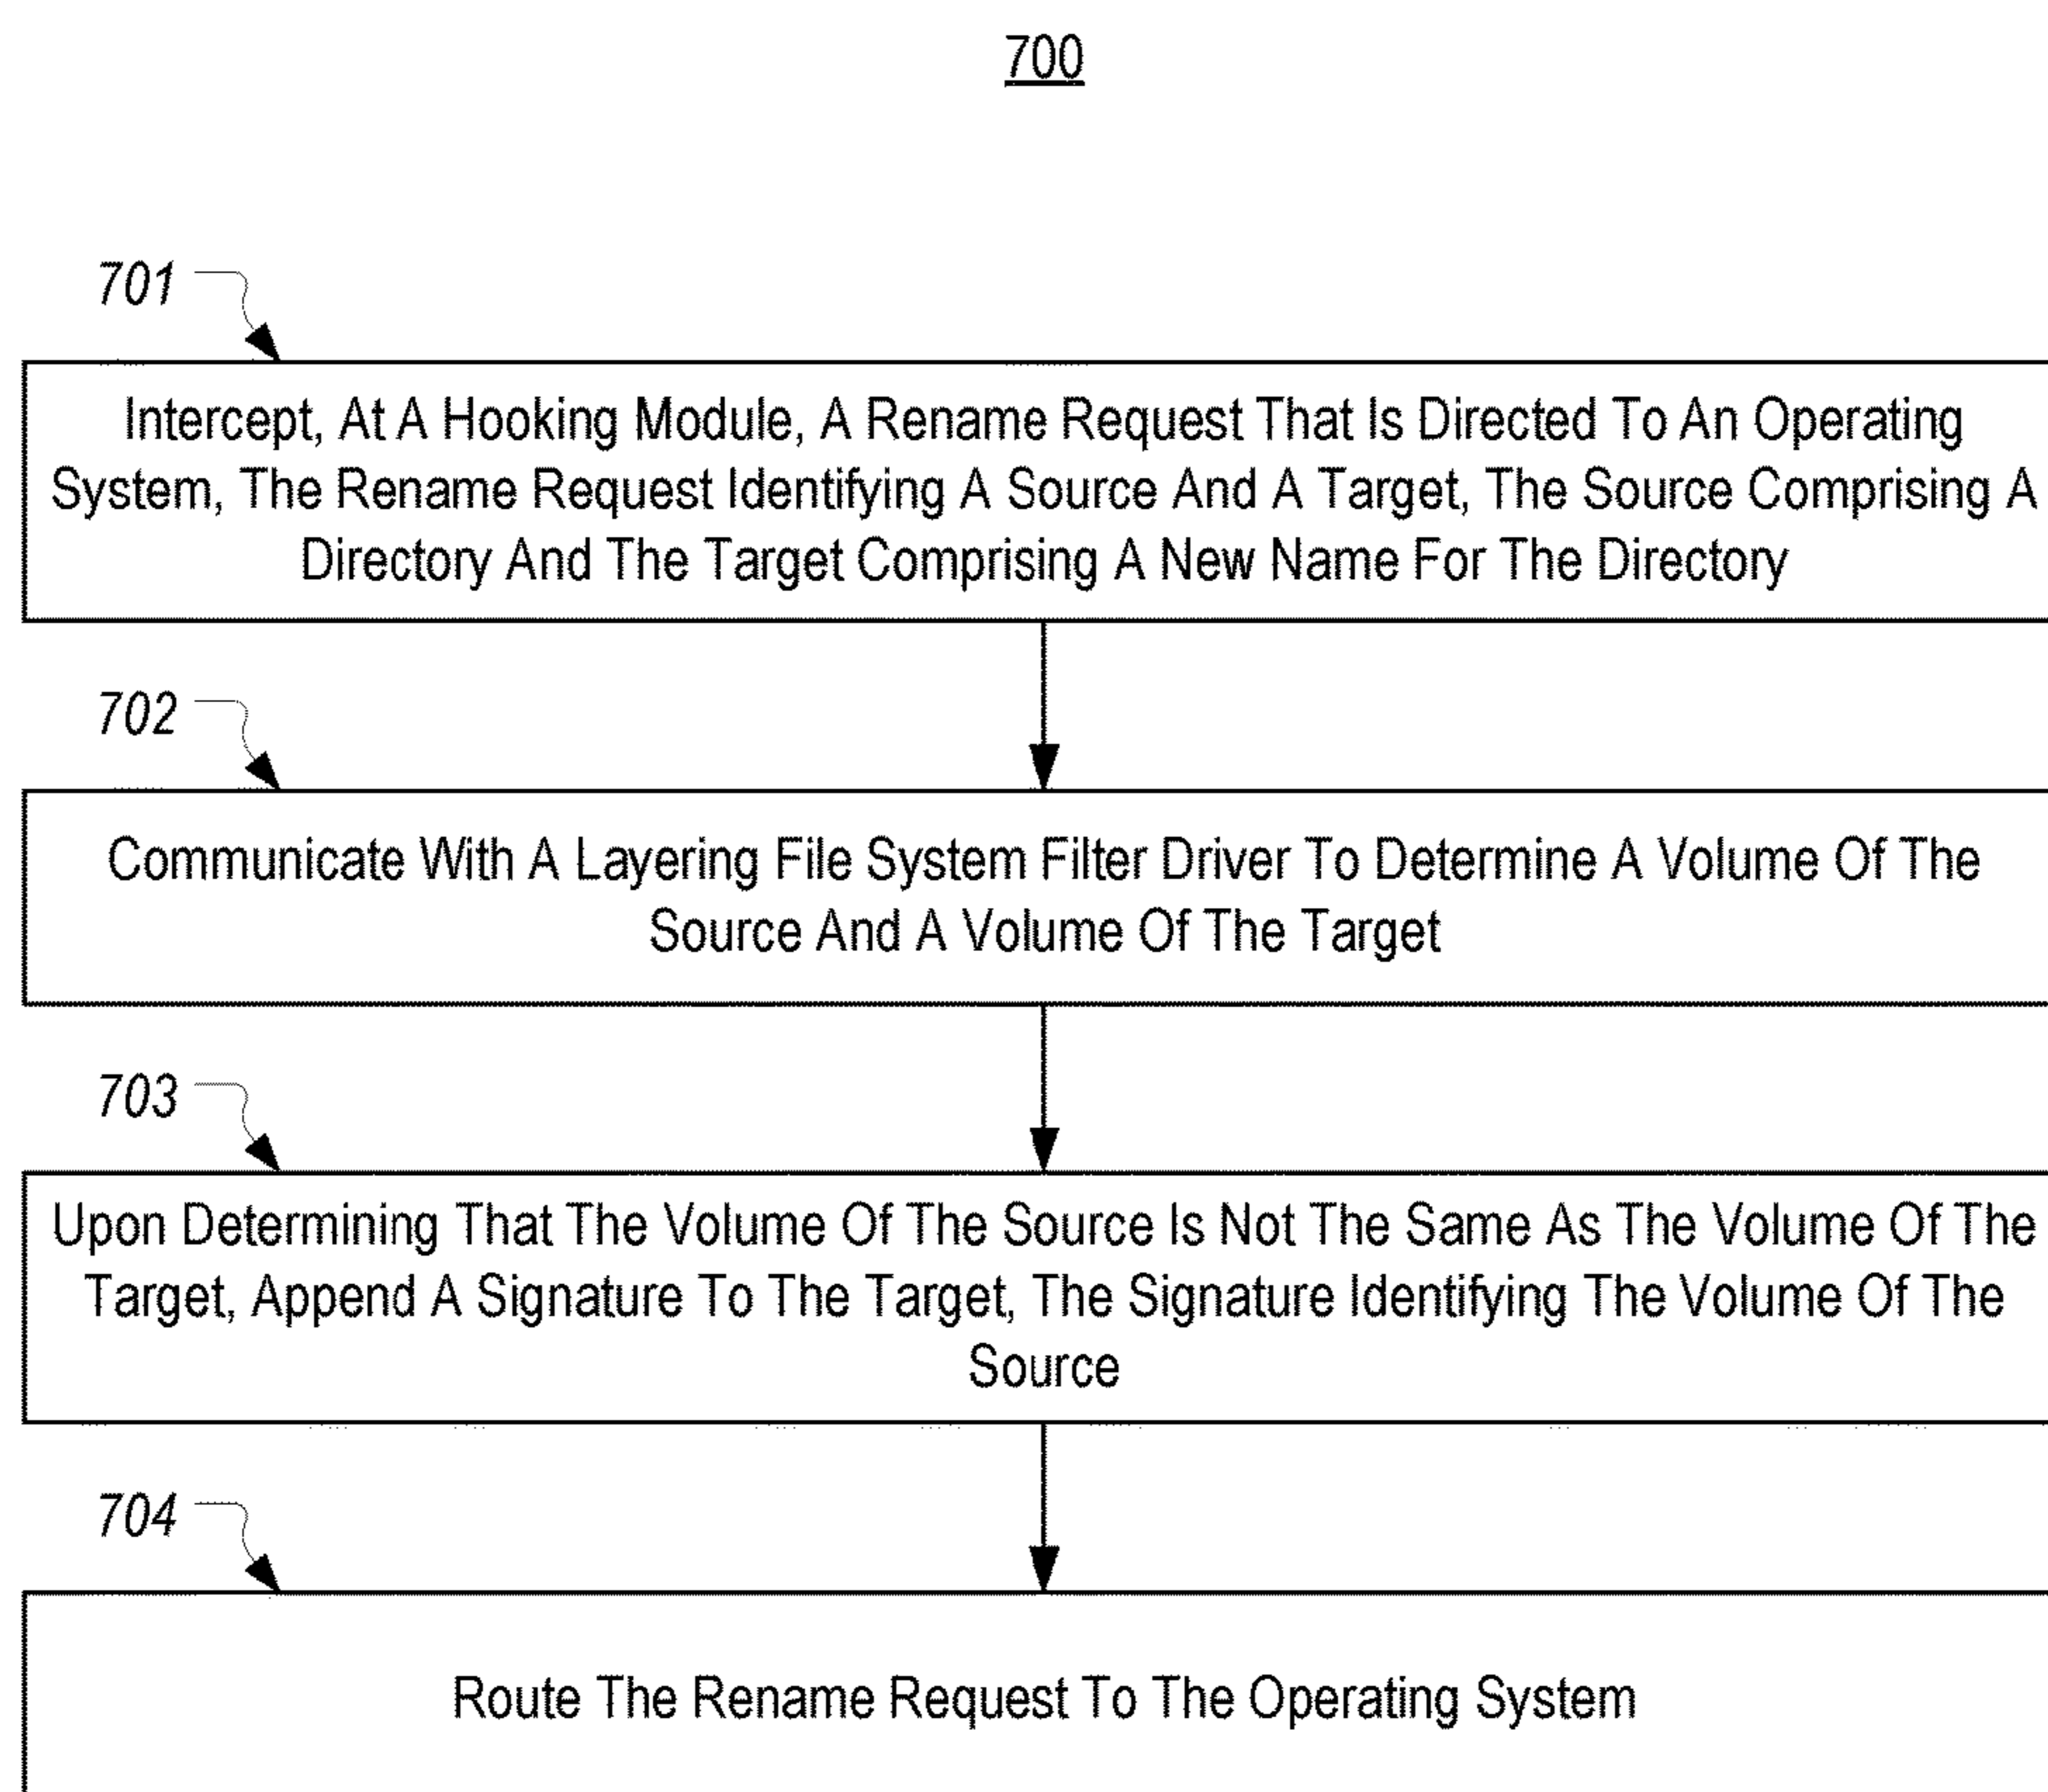 700
701
Intercept, At A Hooking Module, A Rename Request That Is Directed To An Operating
System, The Rename Request Identifying A Source And A Target, The Source Comprising A
Directory And The Target Comprising A New Name For The Directory
702
Communicate With A Layering File System Filter Driver To Determine A Volume Of The
Source And A Volume Of The Target
703
Upon Determining That The Volume Of The Source Is Not The Same As The Volume Of The
Target, Append A Signature To The Target, The Signature Identifying The Volume Of The
Source
704
Route The Rename Request To The Operating System